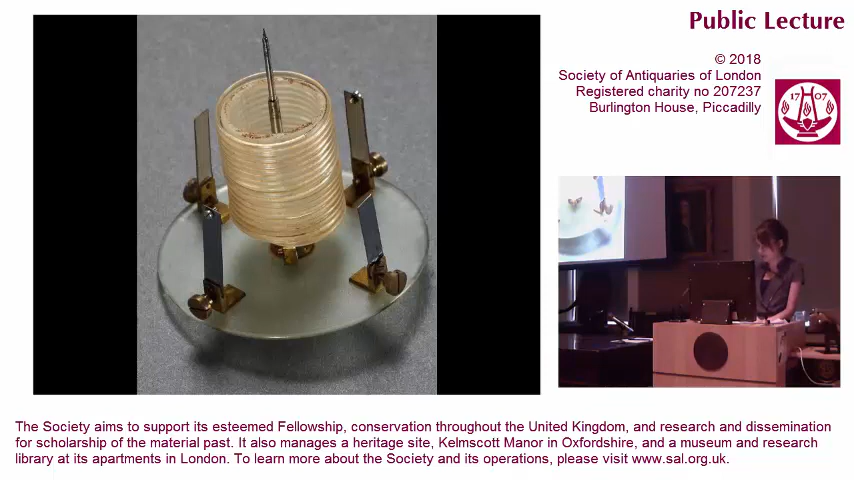 Public Lecture
© 2018
Society of Antiquaries of London
Registered charity no 207237
Burlington House, Piccadilly
17 07
The Society aims to support its esteemed Fellowship, conservation throughout the United Kingdom, and research and dissemination
for scholarship of the material past. It also manages a heritage site, Kelmscott Manor in Oxfordshire, and a museum and research
library at its apartments in London. To learn more about the Society and its operations, please visit www.sal.org.uk.